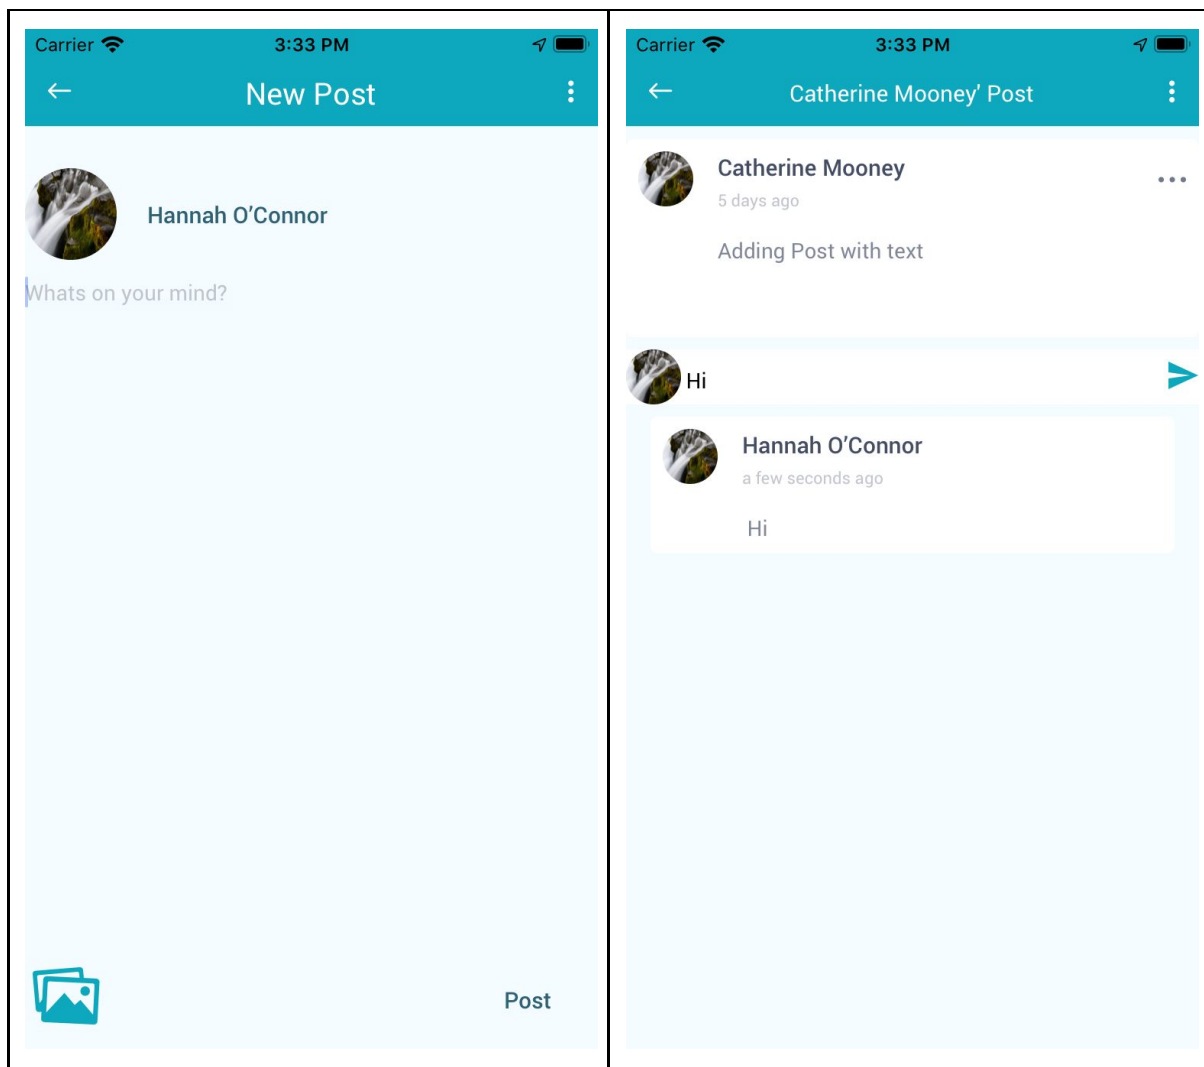 Carrier
3:33 PM
New Post
Hannah O’Connor
Whats on your mind?
Post
Carrier
3:33 PM
Catherine Mooney' Post
Catherine Mooney
5 days ago
Adding Post with text
Hi
Hannah O’Connor
a few seconds ago
Hi